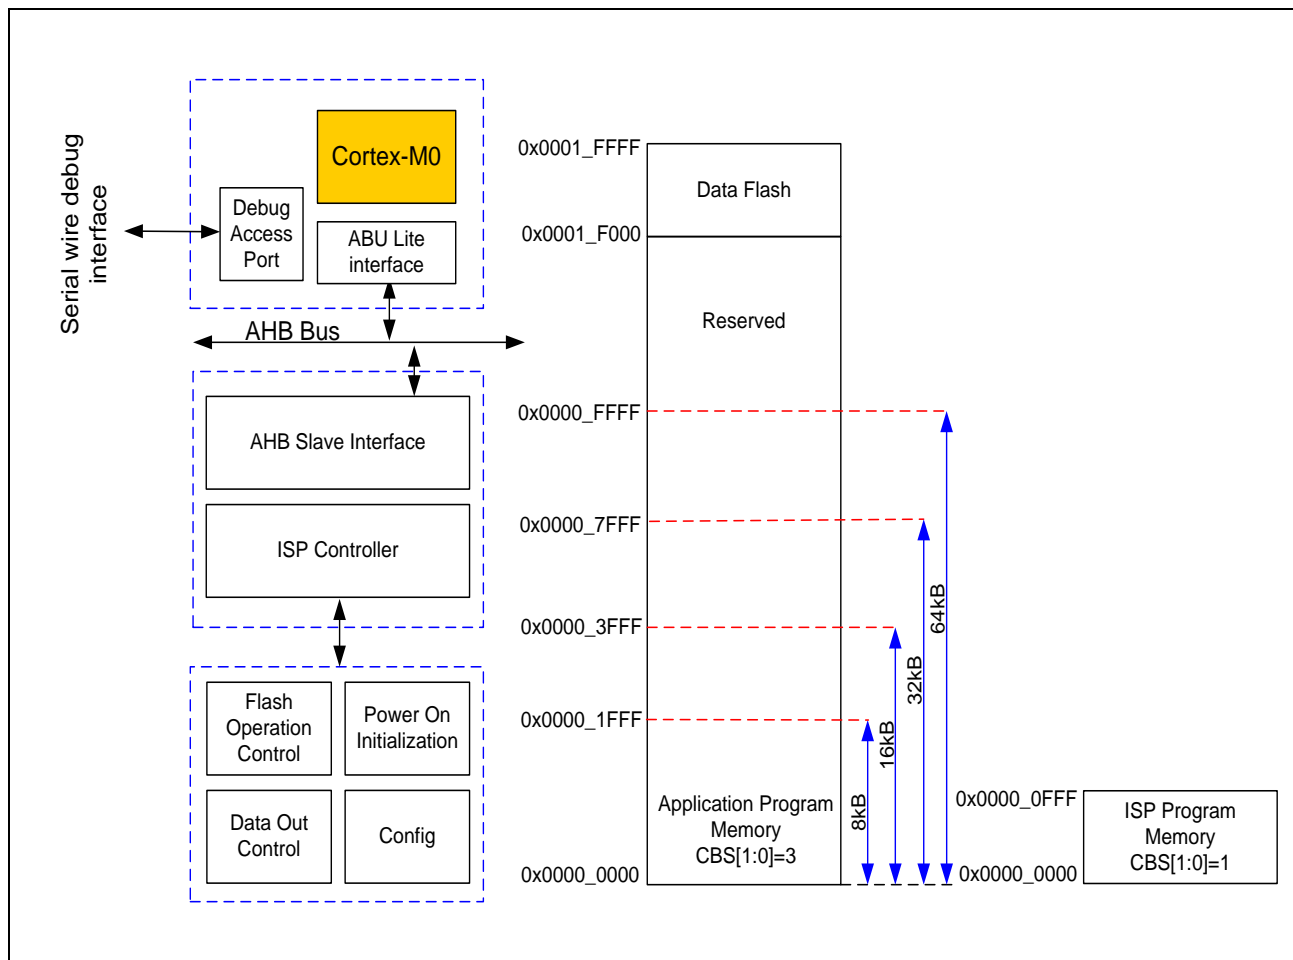 Serial wire debug
interface
Cortex-M0
Debug
Access
Port
ABU Lite
interface
AHB Bus
AHB Slave Interface
ISP Controller
Flash
Operation
Control
Power On
Initialization
Data Out
Control
Config
0x0001_FFFF
Data Flash
0x0001_F000
Reserved
0x0000_FFFF
0x0000_7FFF
0x0000_3FFF
0x0000_1FFF
Application Program
Memory
CBS[1:0]=3
0x0000_0000
8kB
16kB
32kB
64kB
0x0000_0FFF
ISP Program
Memory
CBS[1:0]=1
0x0000_0000